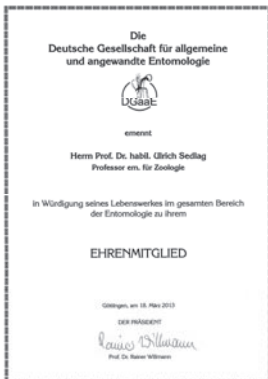 Die
Deutsche Gesellschaft für allgemeine
und angewandte Entomologie
DGaaE
ernennt
Herrn Prof. Dr. habil. Ulrich Sedlag
Professor em. für Zoologie
in Würdigung seines Lebenswerkes im gesamten Bereich
der Entomologie zu ihrem
EHRENMITGLIED
Göttingen, am 18. März 2013
DER PRÄSIDENT
Rainer Willmann
Prof. Dr. Rainer Willmann